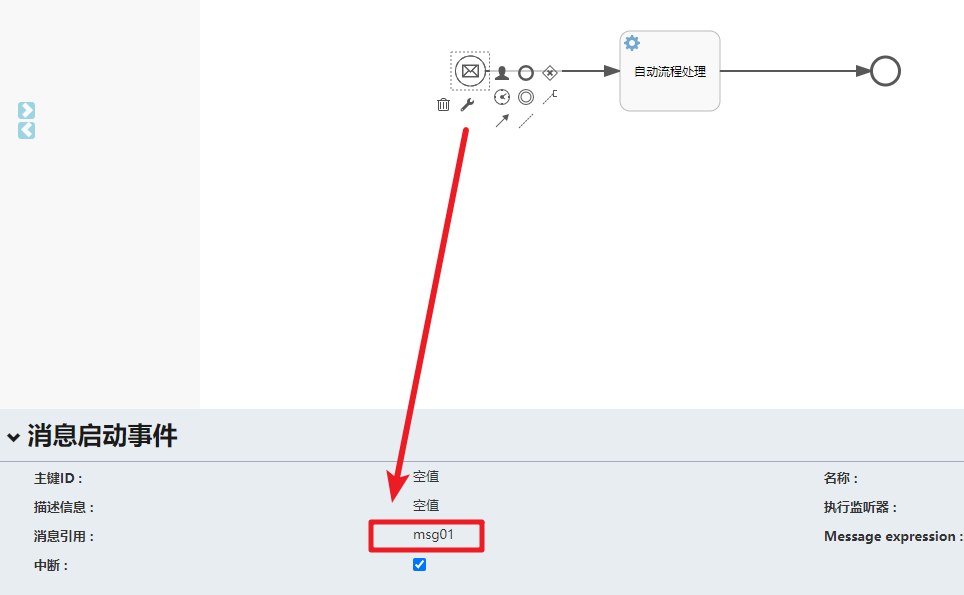 自动流程处理
消息启动事件
主键ID : 空值 名称 :
描述信息 : 空值 执行监听器 :
消息引用 : msg01 Message expression :
中断 :